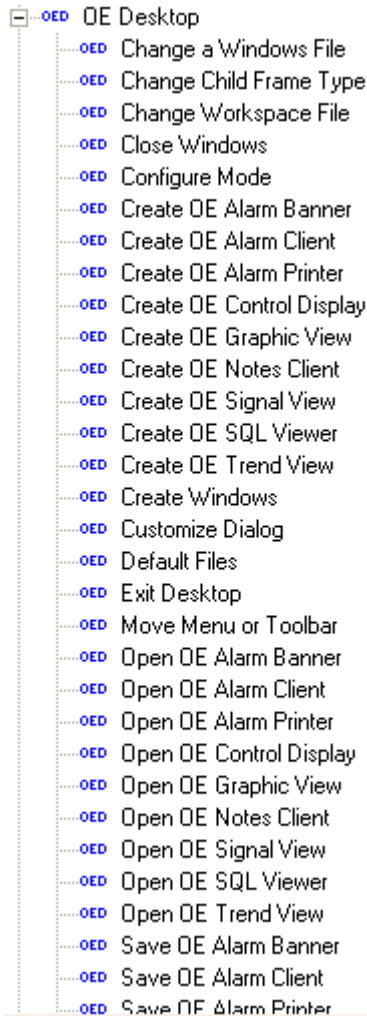 OED OE Desktop
OED Change a Windows File
OED Change Child Frame Type
OED Change Workspace File
OED Close Windows
OED Configure Mode
OED Create OE Alarm Banner
OED Create OE Alarm Client
OED Create OE Alarm Printer
OED Create OE Control Display
OED Create OE Graphic View
OED Create OE Notes Client
OED Create OE Signal View
OED Create OE SQL Viewer
OED Create OE Trend View
OED Create Windows
OED Customize Dialog
OED Default Files
OED Exit Desktop
OED Move Menu or Toolbar
OED Open OE Alarm Banner
OED Open OE Alarm Client
OED Open OE Alarm Printer
OED Open OE Control Display
OED Open OE Graphic View
OED Open OE Notes Client
OED Open OE Signal View
OED Open OE SQL Viewer
OED Open OE Trend View
OED Save OE Alarm Banner
OED Save OE Alarm Client
OED Save OE Alarm Printer